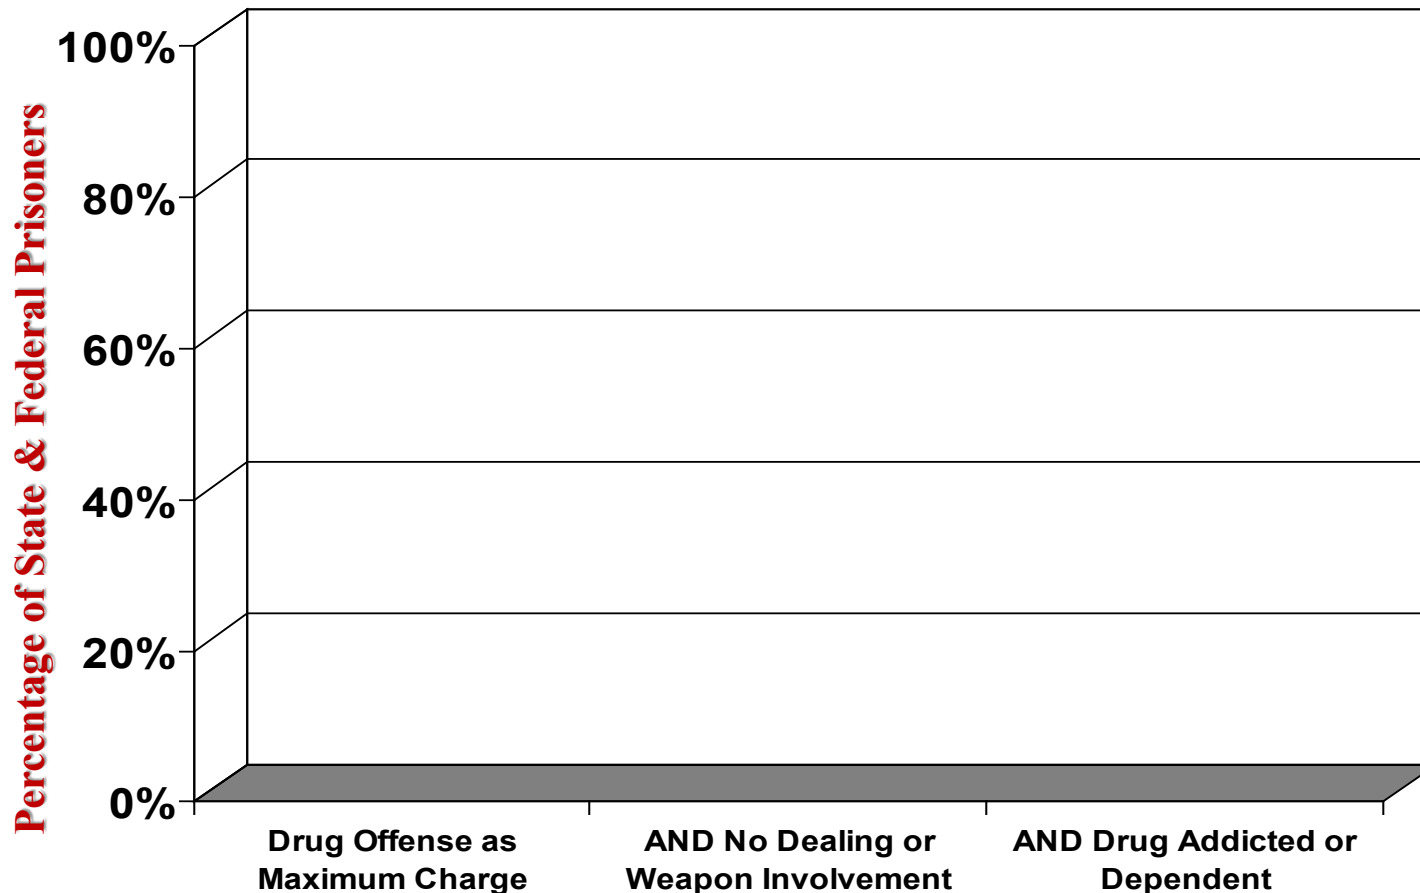 Percentage of State & Federal Prisoners
100%
80%
60%
40%
20%
0%
Drug Offense as
Maximum Charge
AND No Dealing or
Weapon Involvement
AND Drug Addicted or
Dependent